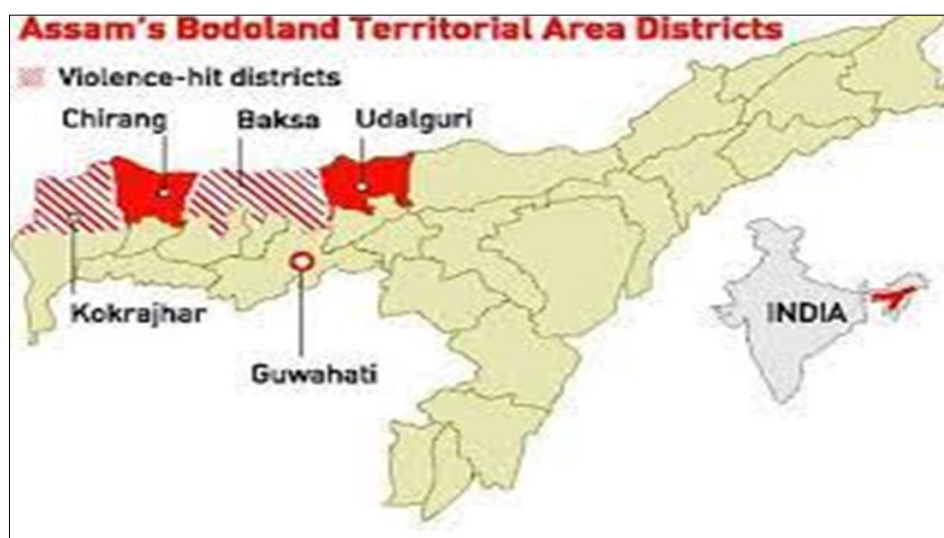 Assam's Bodoland Territorial Area Districts
Violence-hit districts
Chirang
Baksa
Udalguri
Kokrajhar
INDIA
Guwahati